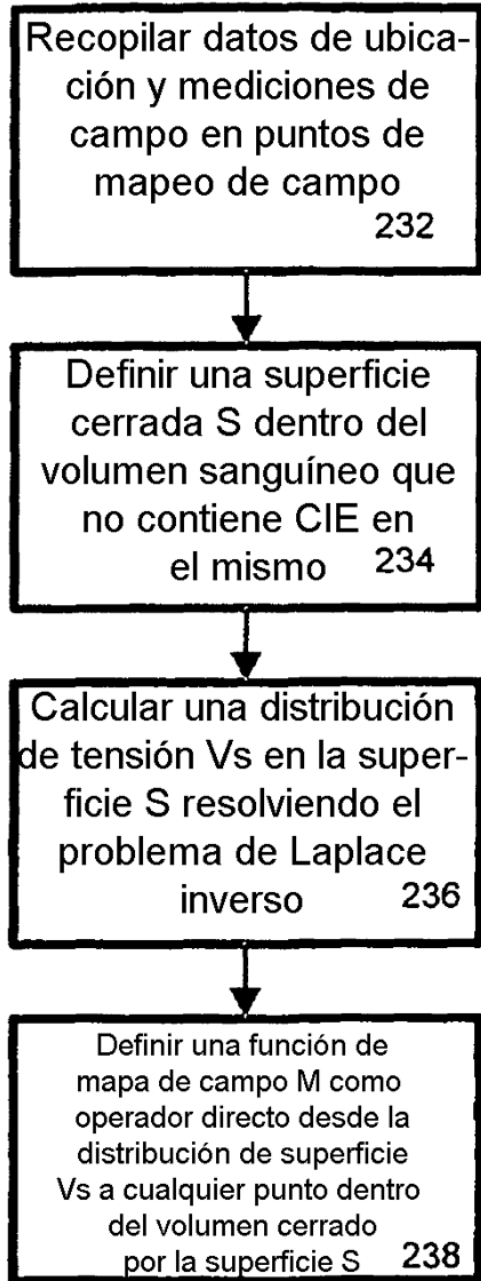 Recopilar datos de ubica-
ción y mediciones de
campo en puntos de
mapeo de campo
232
Definir una superficie
cerrada S dentro del
volumen sanguíneo que
no contiene CIE en
el mismo 234
Calcular una distribución
de tensión Vs en la super-
ficie S resolviendo el
problema de Laplace
inverso 236
Definir una función de
mapa de campo M como
operador directo desde la
distribución de superficie
Vs a cualquier punto dentro
del volumen cerrado
por la superficie S 238